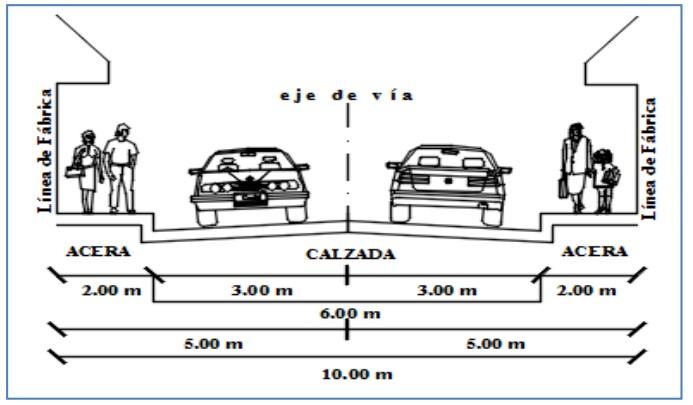 eje de vía
Línea de Fábrica
Línea de Fábrica
ACERA
CALZADA
ACERA
2.00 m
3.00 m
3.00 m
2.00 m
6.00 m
5.00 m
5.00 m
10.00 m